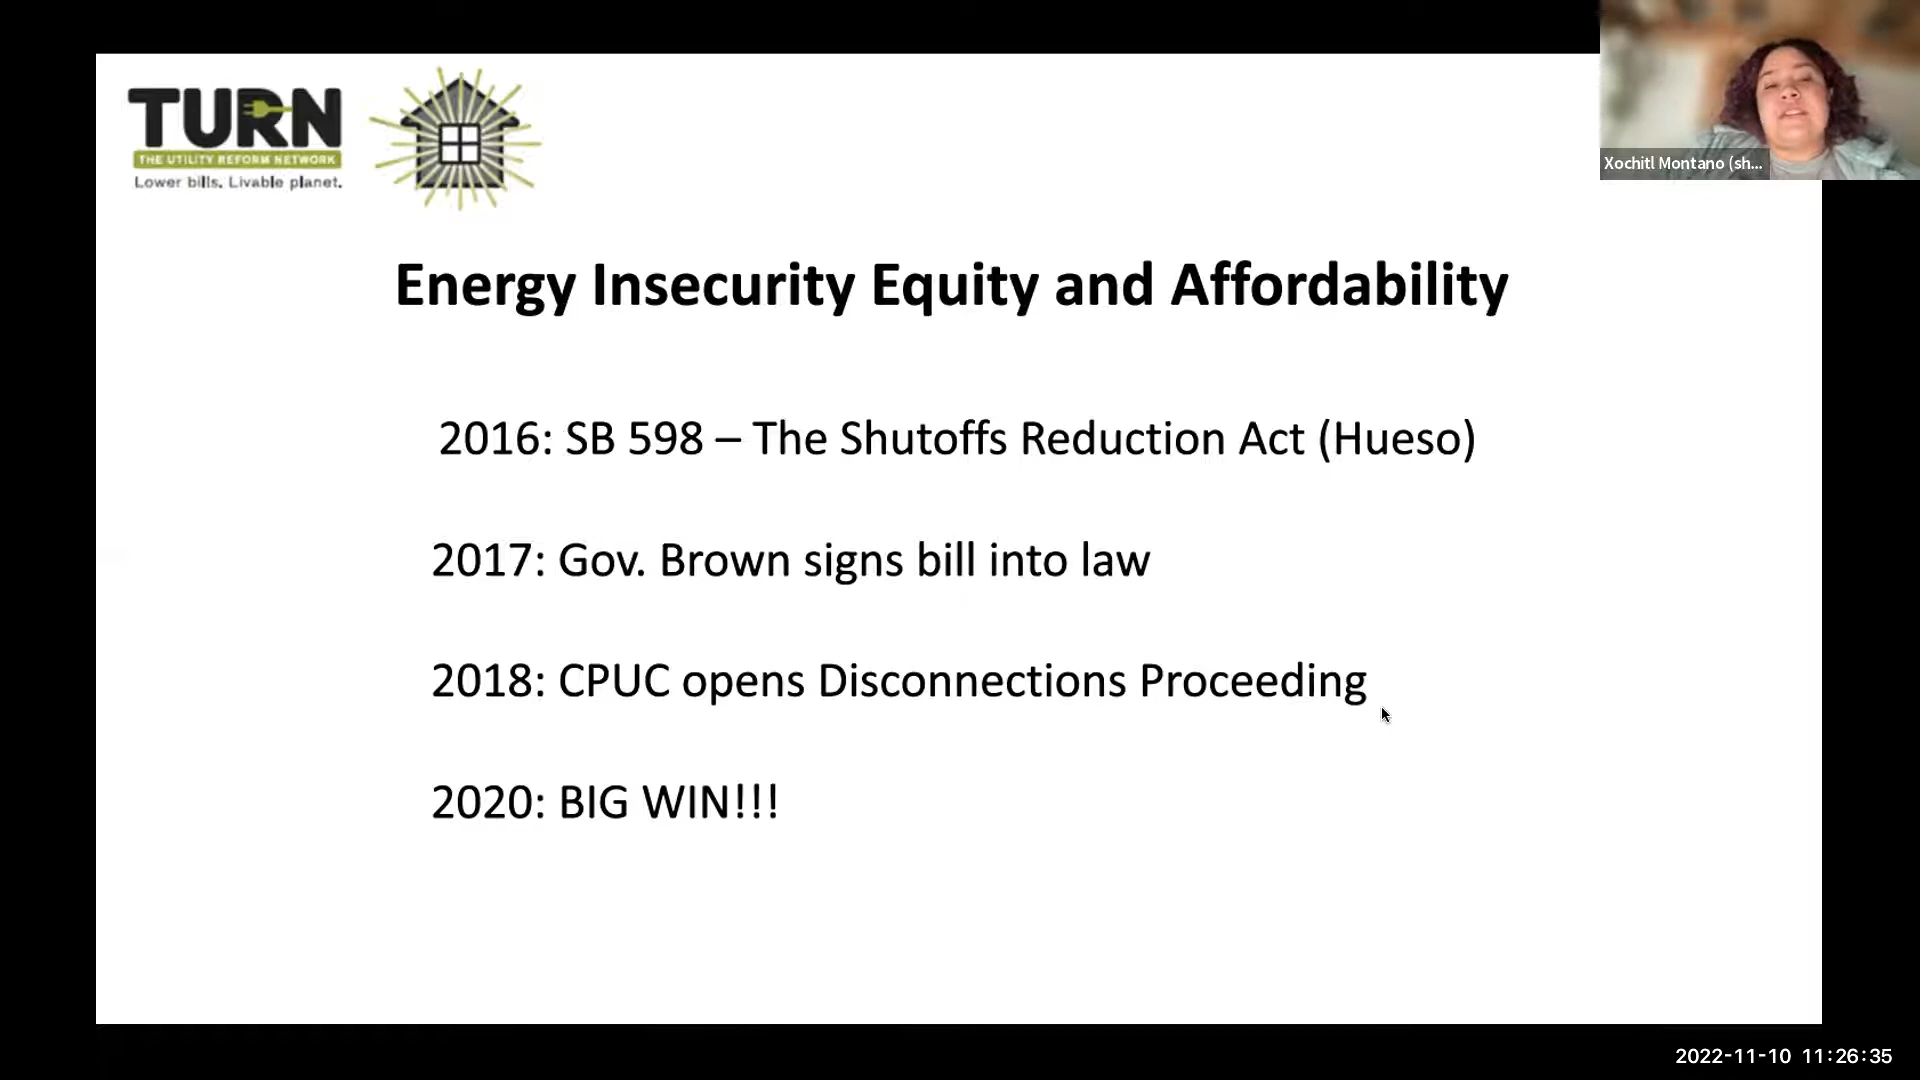 TURN
THE UTILITY REFORM NETWORK
Lower bills. Livable planet.
Xochitl Montano (sh...
Energy Insecurity Equity and Affordability
2016: SB 598 – The Shutoffs Reduction Act (Hueso)
2017: Gov. Brown signs bill into law
2018: CPUC opens Disconnections Proceeding
2020: BIG WIN!!!
2022-11-10 11:26:35